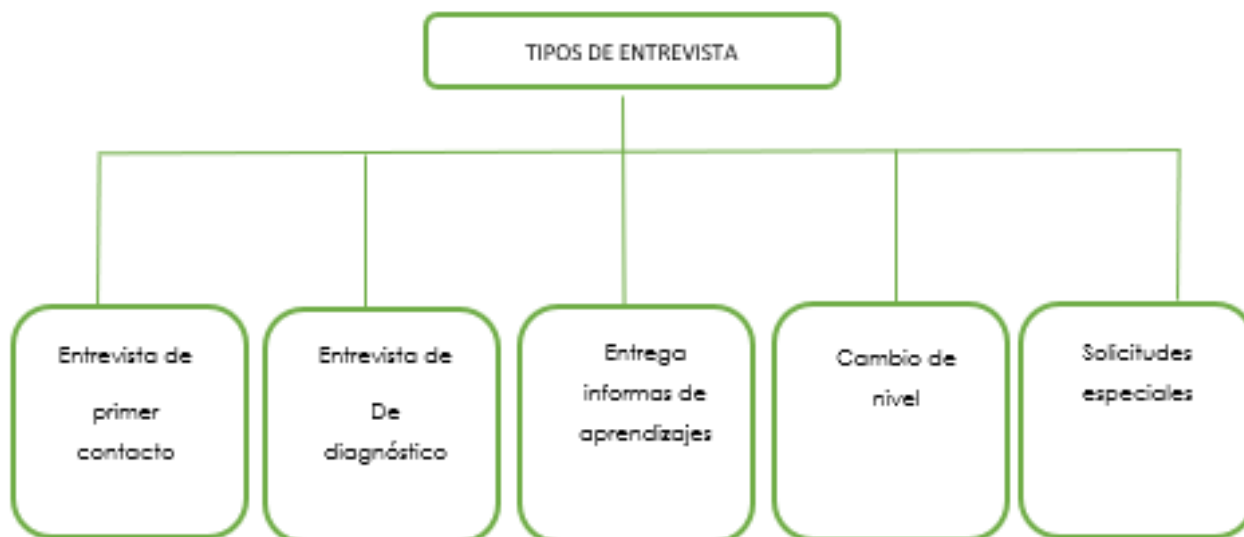 TIPOS DE ENTREVISTA
Entrevista de
primer
contacto
Entrevista de
De
diagnóstico
Entrega
informas de
aprendizajes
Cambio de
nivel
Solicitudes
especiales